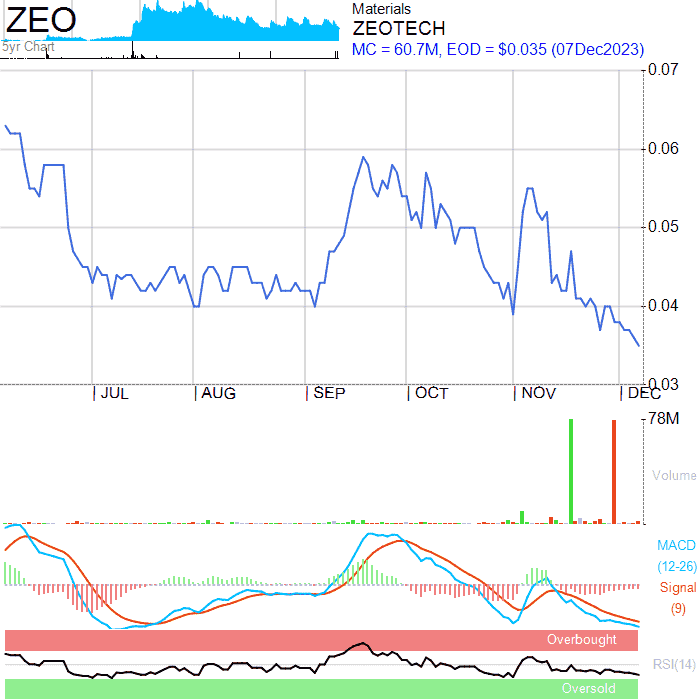 ZEO
5yr Chart
Materials
ZEOTECH
MC = 60.7M, EOD = $0.035 (07Dec2023)
0.07
0.06
0.05
0.04
0.03
JUL AUG SEP OCT NOV DEC
78M
Volume
MACD
(12-26)
Signal
(9)
Overbought
RSI(14)
Oversold